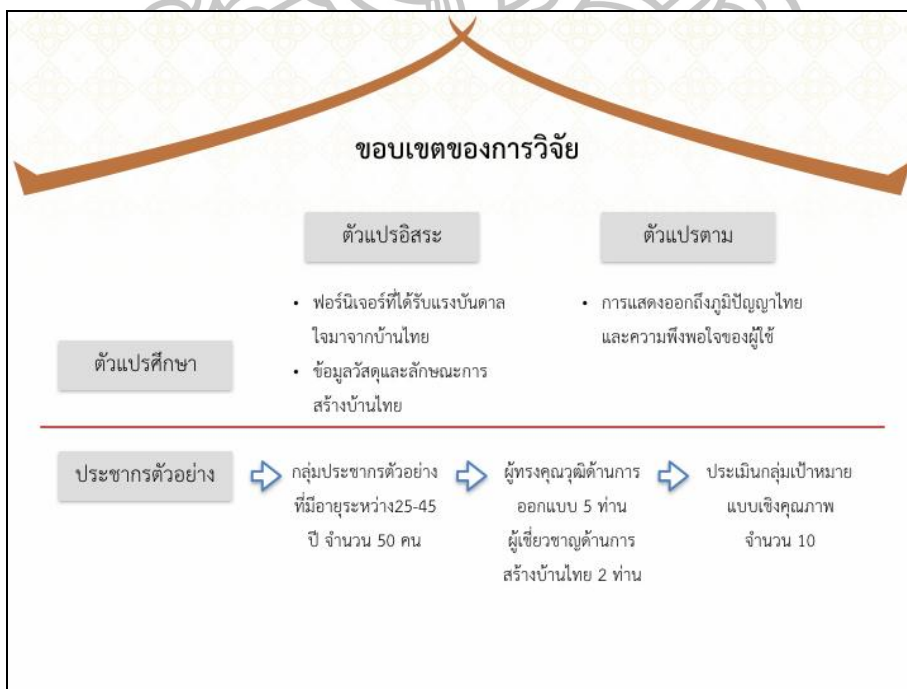 ขอบเขตของการวิจัย
ตัวแปรอิสระ
ตัวแปรตาม
ตัวแปรศึกษา
• ฟอร์นิเจอร์ที่ได้รับแรงบันดาล
ใจมาจากบ้านไทย
• ข้อมูลวัสดุและลักษณะการ
สร้างบ้านไทย
• การแสดงออกถึงภูมิปัญญาไทย
และความพึงพอใจของผู้ใช้
ประชากรตัวอย่าง
กลุ่มประชากรตัวอย่าง
ที่มีอายุระหว่าง25-45
ปี จำนวน 50 คน
ผู้ทรงคุณวุฒิด้านการ
ออกแบบ 5 ท่าน
ผู้เชี่ยวชาญด้านการ
สร้างบ้านไทย 2 ท่าน
ประเมินกลุ่มเป้าหมาย
แบบเชิงคุณภาพ
จำนวน 10